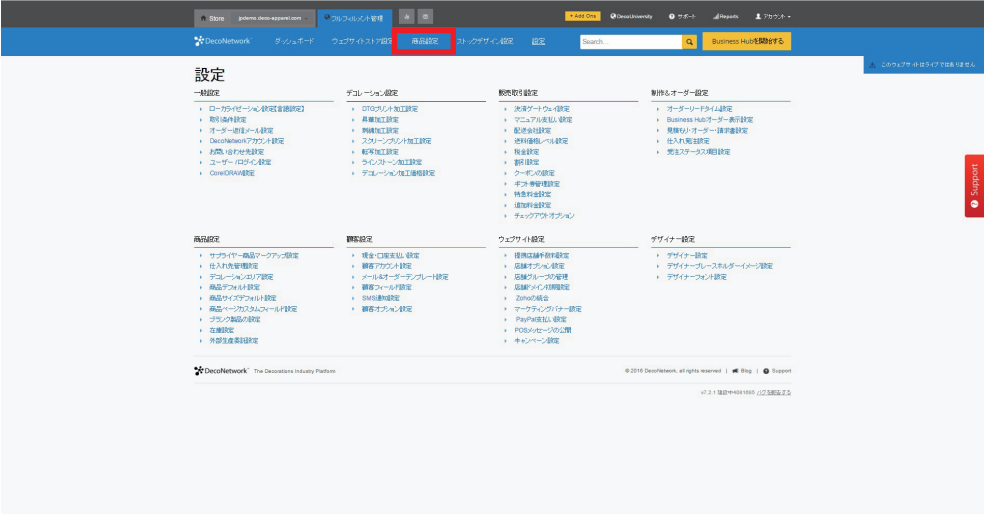 Store jpdemo.deco-apparel.com フルフィルメント管理 + Add Ons DecoUniversity サポート Reports アカウント
DecoNetwork ダッシュボード ウェブサイトストア設定 商品設定 ストックデザイン設定 設定 Search... Business Hubを開始する
このウェブサイトはライブではありません
設定
一般設定
ローカライゼーション設定[言語設定]
取引条件設定
オーダー返信メール設定
DecoNetworkアカウント設定
お問い合わせ先設定
ユーザー/ログイン設定
CorelDRAW設定
デコレーション設定
DTGプリント加工設定
昇華加工設定
刺繍加工設定
スクリーンプリント加工設定
転写加工設定
ラインストーン加工設定
デコレーション/加工価格設定
販売取引設定
決済ゲートウェイ設定
マニュアル支払い設定
配送会社設定
送料価格レベル設定
税金設定
割引設定
クーポンの設定
ギフト券管理設定
特急料金設定
追加料金設定
チェックアウトオプション
制作&オーダー設定
オーダーリードタイム設定
Business Hubオーダー表示設定
見積もり・オーダー・請求書設定
仕入れ発注設定
受注ステータス項目設定
Support
商品設定
サプライヤー商品マークアップ設定
仕入れ先管理設定
デコレーションエリア設定
商品デフォルト設定
商品サイズデフォルト設定
商品ページカスタムフィールド設定
ブランク製品の設定
在庫設定
外部生産委託設定
顧客設定
現金・口座支払い設定
顧客アカウント設定
メール&オーダーテンプレート設定
顧客フィールド設定
SMS通知設定
顧客オプション設定
ウェブサイト設定
提携店舗手数料設定
店舗オプション設定
店舗グループの管理
店舗ドメイン初期設定
Zohoの統合
マーケティングバナー設定
PayPal支払い設定
POSメッセージの公開
キャンペーン設定
デザイナー設定
デザイナー設定
デザイナープレースホルダーイメージ設定
デザイナーフォント設定
DecoNetwork The Decorators Industry Platform © 2016 DecoNetwork, all rights reserved | Blog | Support
バグを報告する